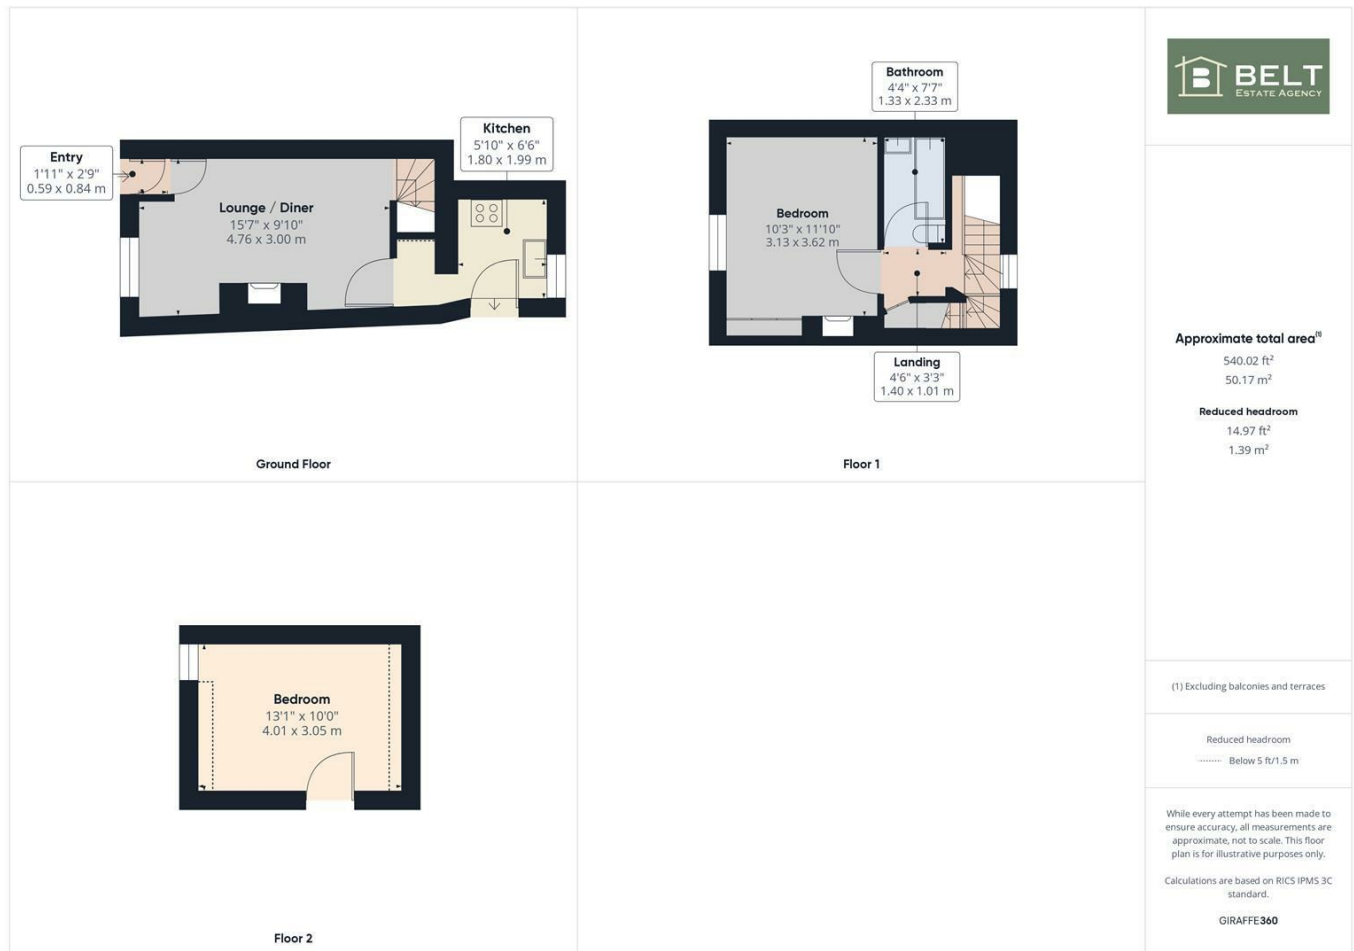 Entry
1'11" x 2'9"
0.59 x 0.84 m
Lounge / Diner
15'7" x 9'10"
4.76 x 3.00 m
Kitchen
5'10" x 6'6"
1.80 x 1.99 m
Ground Floor
Bathroom
4'4" x 7'7"
1.33 x 2.33 m
Bedroom
10'3" x 11'10"
3.13 x 3.62 m
Landing
4'6" x 3'3"
1.40 x 1.01 m
Floor 1
Bedroom
13'1" x 10'0"
4.01 x 3.05 m
Floor 2
B BELT
ESTATE AGENCY
Approximate total area(1)
540.02 ft²
50.17 m²
Reduced headroom
14.97 ft²
1.39 m²
(1) Excluding balconies and terraces
Reduced headroom
Below 5 ft/1.5 m
While every attempt has been made to
ensure accuracy, all measurements are
approximate, not to scale. This floor
plan is for illustrative purposes only.
Calculations are based on RICS IPMS 3C
standard.
GIRAFFE360